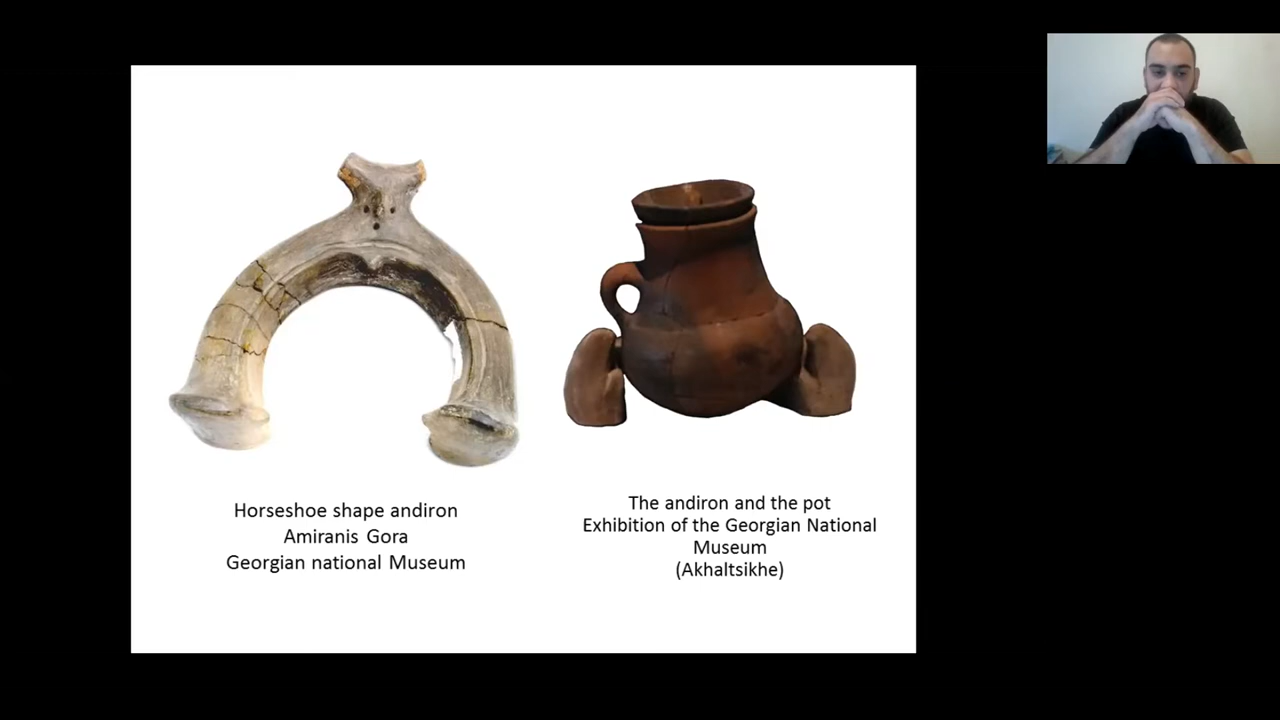 Horseshoe shape andiron
Amiranis Gora
Georgian national Museum
The andiron and the pot
Exhibition of the Georgian National
Museum
(Akhaltsikhe)